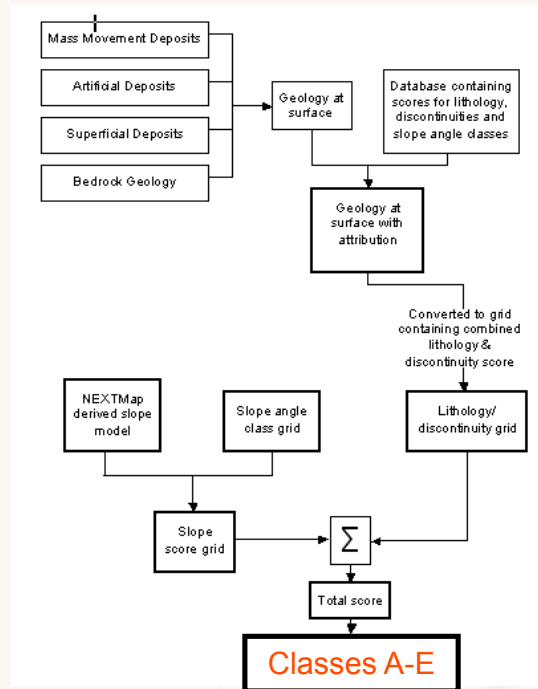 Mass Movement Deposits
Artificial Deposits
Superficial Deposits
Bedrock Geology
Geology at
surface
Database containing
scores for lithology,
discontinuities and
slope angle classes
Geology at
surface with
attribution
Converted to grid
containing combined
lithology &
discontinuity score
NEXTMap
derived slope
model
Slope angle
class grid
Lithology/
discontinuity grid
Slope
score grid
Σ
Total score
Classes A-E